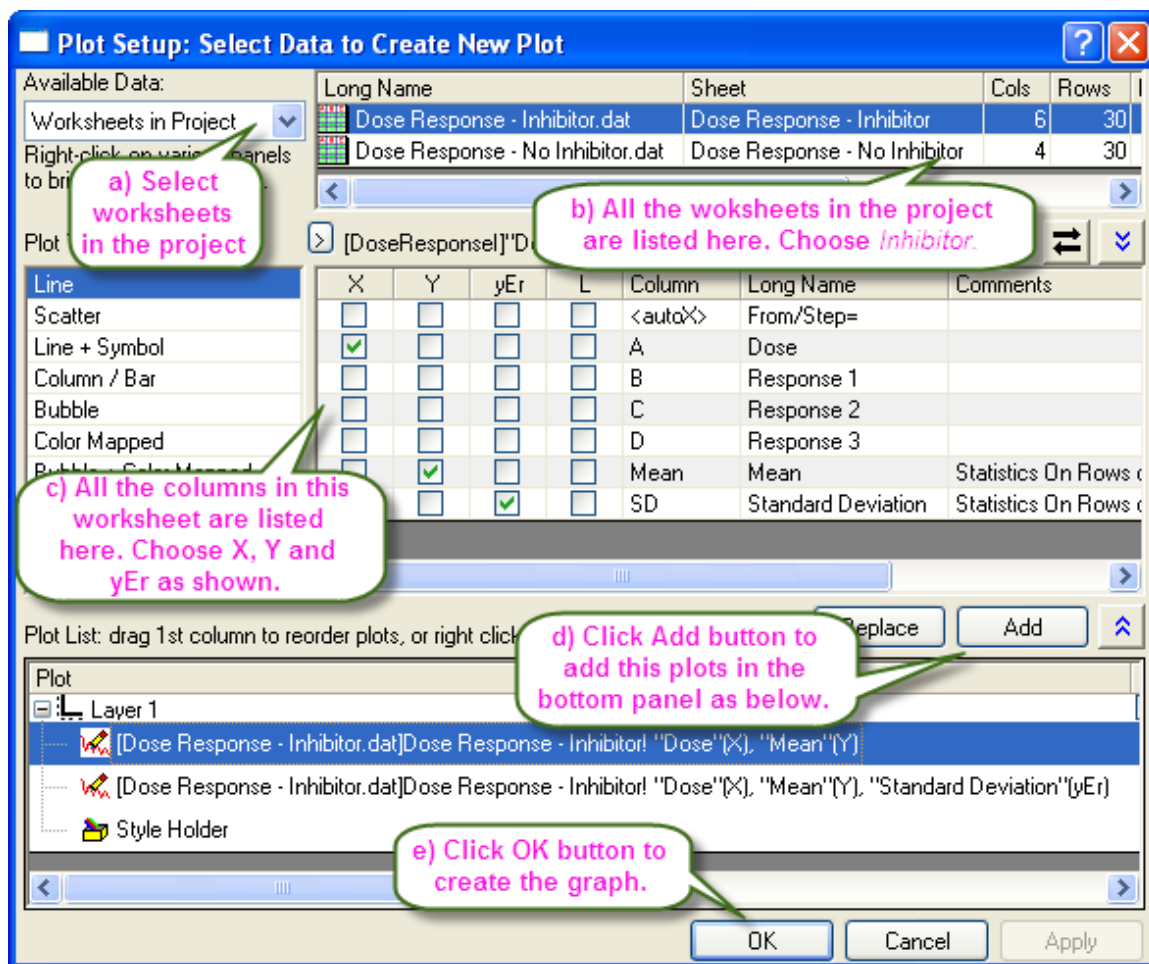 Plot Setup: Select Data to Create New Plot
Available Data:
Worksheets in Project
Right-click on panels
to bri
a) Select
worksheets
in the project
Long Name Sheet Cols Rows
Dose Response - Inhibitor.dat Dose Response - Inhibitor 6 30
Dose Response - No Inhibitor.dat Dose Response - No Inhibitor 4 30
b) All the woksheets in the project
are listed here. Choose Inhibitor.
Plot
[DoseResponseI]"Do
Line
Scatter
Line + Symbol
Column / Bar
Bubble
Color Mapped
Bubble + Color Mapped
X Y yEr L Column Long Name Comments
<autoX> From/Step=
A Dose
B Response 1
C Response 2
D Response 3
Mean Mean Statistics On Rows
SD Standard Deviation Statistics On Rows
c) All the columns in this
worksheet are listed
here. Choose X, Y and
yEr as shown.
Plot List: drag 1st column to reorder plots, or right click
Replace Add
d) Click Add button to
add this plots in the
bottom panel as below.
Plot
Layer 1
[Dose Response - Inhibitor.dat]Dose Response - Inhibitor! "Dose"(X), "Mean"(Y)
[Dose Response - Inhibitor.dat]Dose Response - Inhibitor! "Dose"(X), "Mean"(Y), "Standard Deviation"(yEr)
Style Holder
e) Click OK button to
create the graph.
OK Cancel Apply